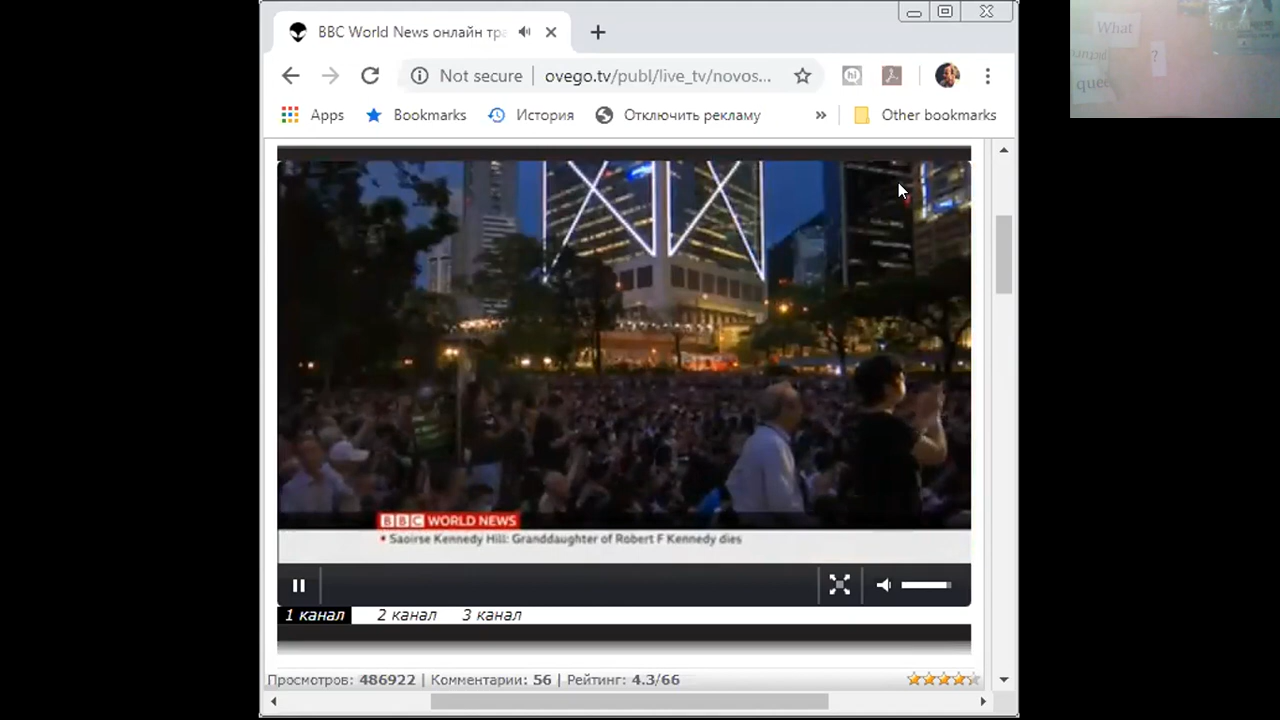 BBC World News онлайн тра
Not secure
ovego.tv/publ/live_tv/novos...
Apps
Bookmarks
История
Отключить рекламу
»
Other bookmarks
What
?
BBC WORLD NEWS
• Saoirse Kennedy Hill: Granddaughter of Robert F Kennedy dies
1 канал 2 канал 3 канал
Просмотров: 486922 | Комментарии: 56 | Рейтинг: 4.3/66